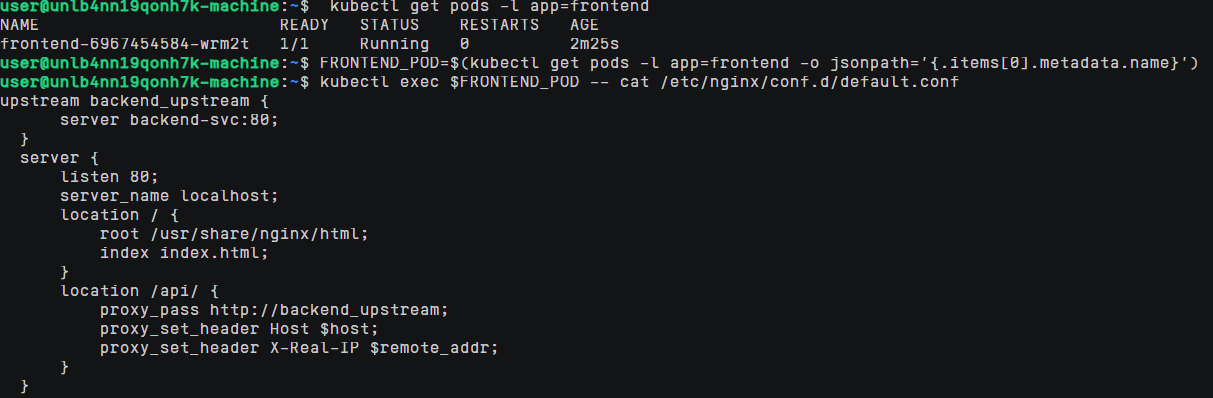 user@unlb4nn19qonh7k-machine:~$  kubectl get pods -l app=frontend
NAME                        READY   STATUS    RESTARTS   AGE
frontend-6967454584-wrm2t   1/1     Running   0          2m25s
user@unlb4nn19qonh7k-machine:~$ FRONTEND_POD=$(kubectl get pods -l app=frontend -o jsonpath='{.items[0].metadata.name}')
user@unlb4nn19qonh7k-machine:~$ kubectl exec $FRONTEND_POD -- cat /etc/nginx/conf.d/default.conf
upstream backend_upstream {
      server backend-svc:80;
  }
  server {
      listen 80;
      server_name localhost;
      location / {
          root /usr/share/nginx/html;
          index index.html;
      }
      location /api/ {
          proxy_pass http://backend_upstream;
          proxy_set_header Host $host;
          proxy_set_header X-Real-IP $remote_addr;
      }
  }